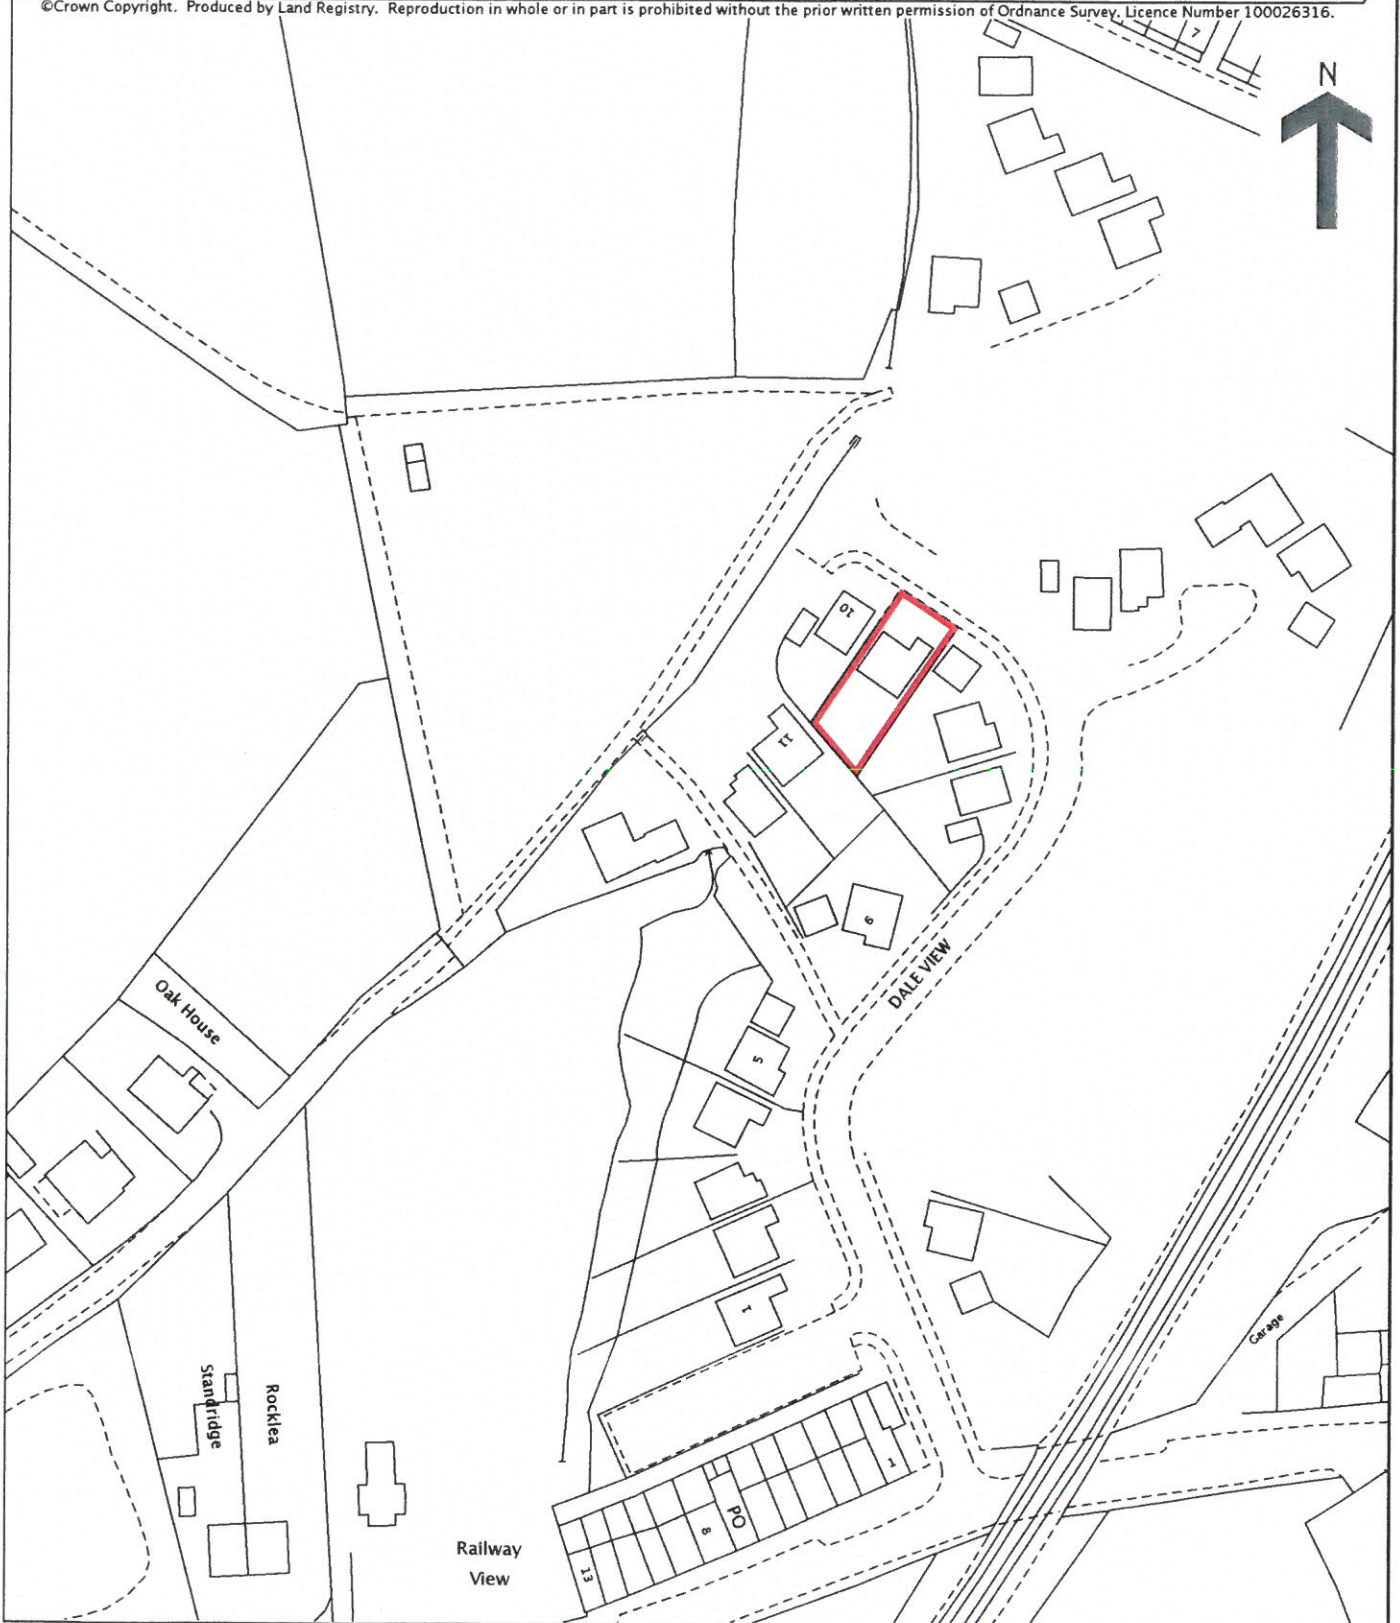 ©Crown Copyright. Produced by Land Registry. Reproduction in whole or in part is prohibited without the prior written permission of Ordnance Survey. Licence Number 100026316.
7
N
10
11
6
DALE VIEW
Oak House
5
1
Garage
Standridge
Rocklea
1
PO
8
13
Railway
View